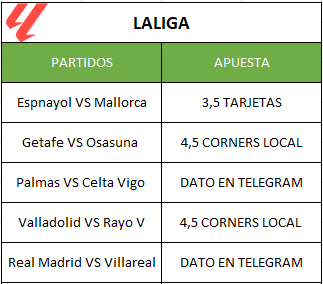 LALIGA
PARTIDOS APUESTA
Espnayol VS Mallorca 3,5 TARJETAS
Getafe VS Osasuna 4,5 CORNERS LOCAL
Palmas VS Celta Vigo DATO EN TELEGRAM
Valladolid VS Rayo V 4,5 CORNERS LOCAL
Real Madrid VS Villareal DATO EN TELEGRAM